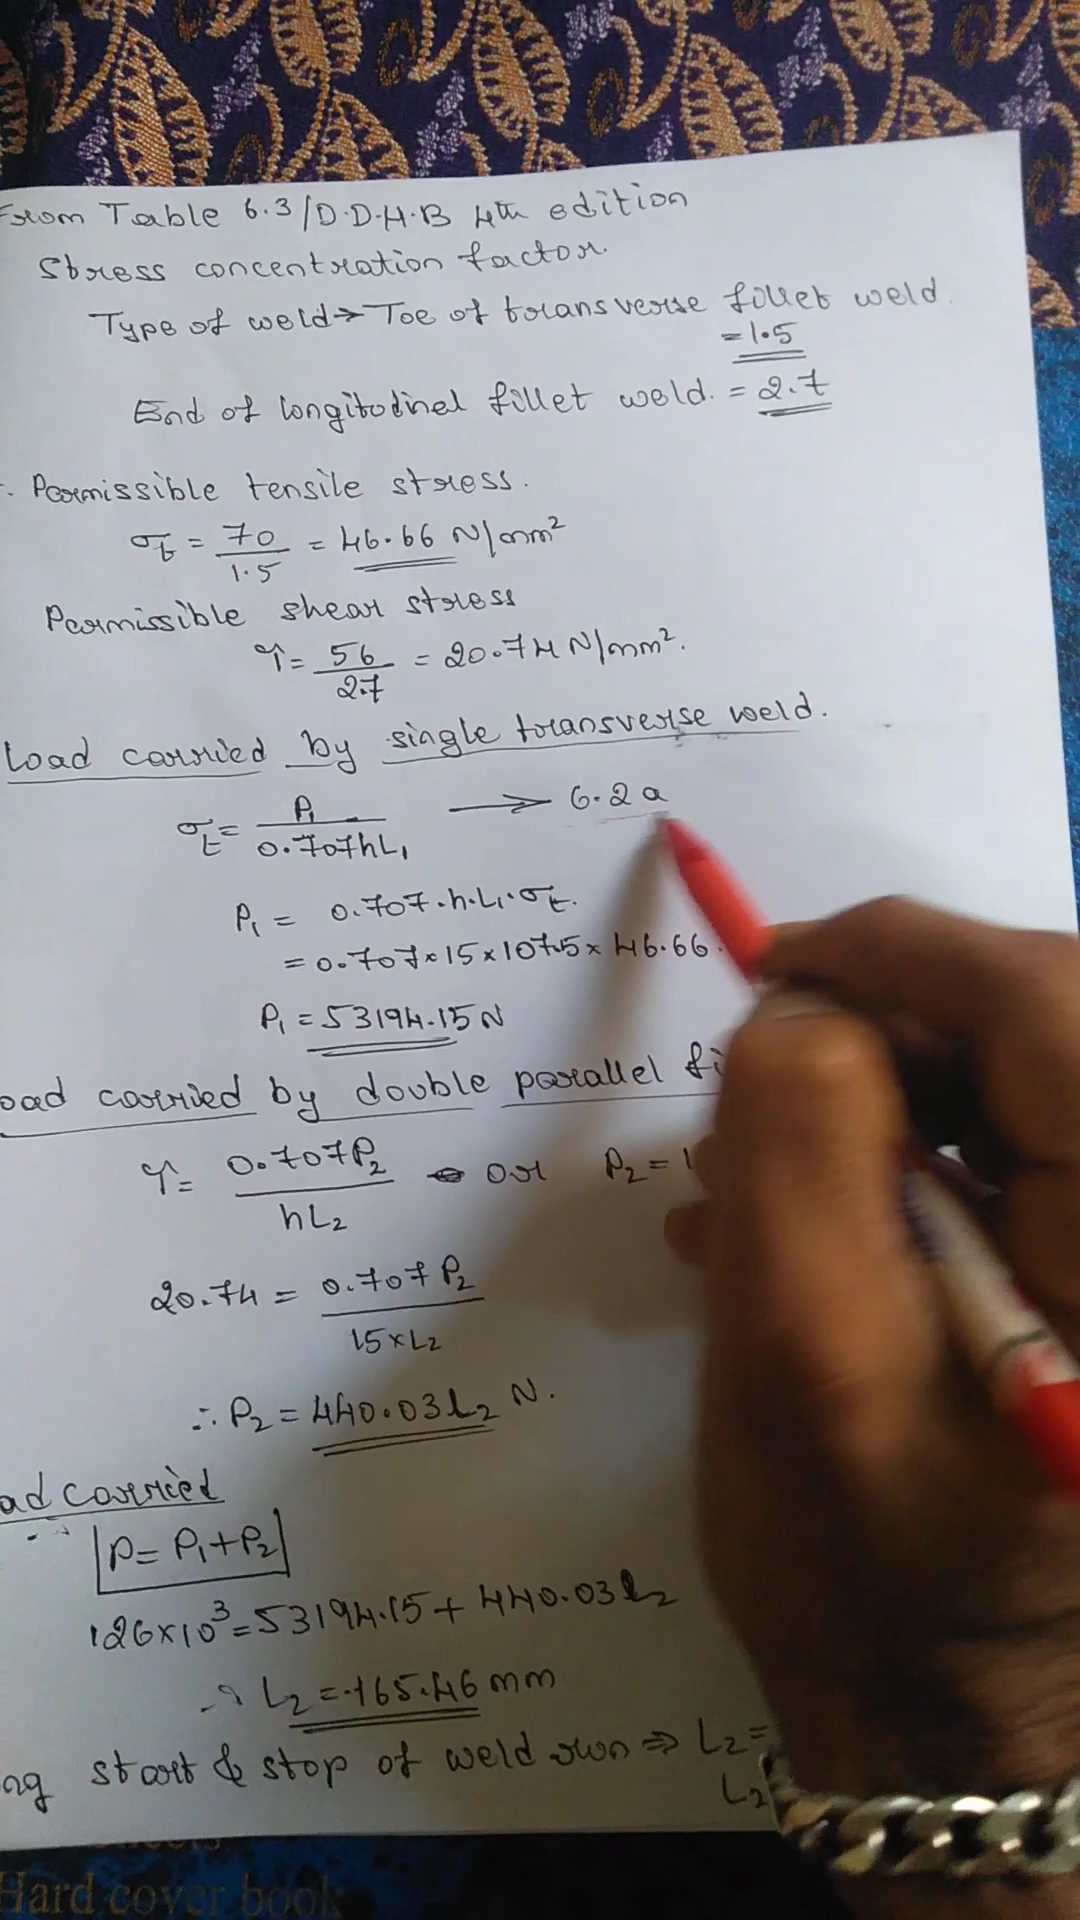 From Table 6.3/D.D.H.B 4th edition
Stress concentration factor.
Type of weld → Toe of transverse fillet weld.
= 1.5
End of longitodinel fillet weld. = 2.7
∴ Permissible tensile stress.
σt = 70/1.5 = 46.66 N/mm²
Permissible shear stress
τ = 56/2.7 = 20.74 N/mm².
Load carried by single transverse weld.
σt = P₁/0.707hL₁ → 6.2a
P₁ = 0.707.h.L₁.σt.
= 0.707×15×107.5×46.66.
P₁ = 53194.15 N
oad carried by double parallel fi
τ = 0.707P₂/hL₂ or P₂ = 1
20.74 = 0.707P₂/15×L₂
∴ P₂ = 440.03L₂ N.
ad carried
P = P₁+P₂
126×10³ = 53194.15 + 440.03l₂
∴ L₂ = 165.46 mm
ng start & stop of weld run ⇒ L₂ =
L₂
Hard cover book